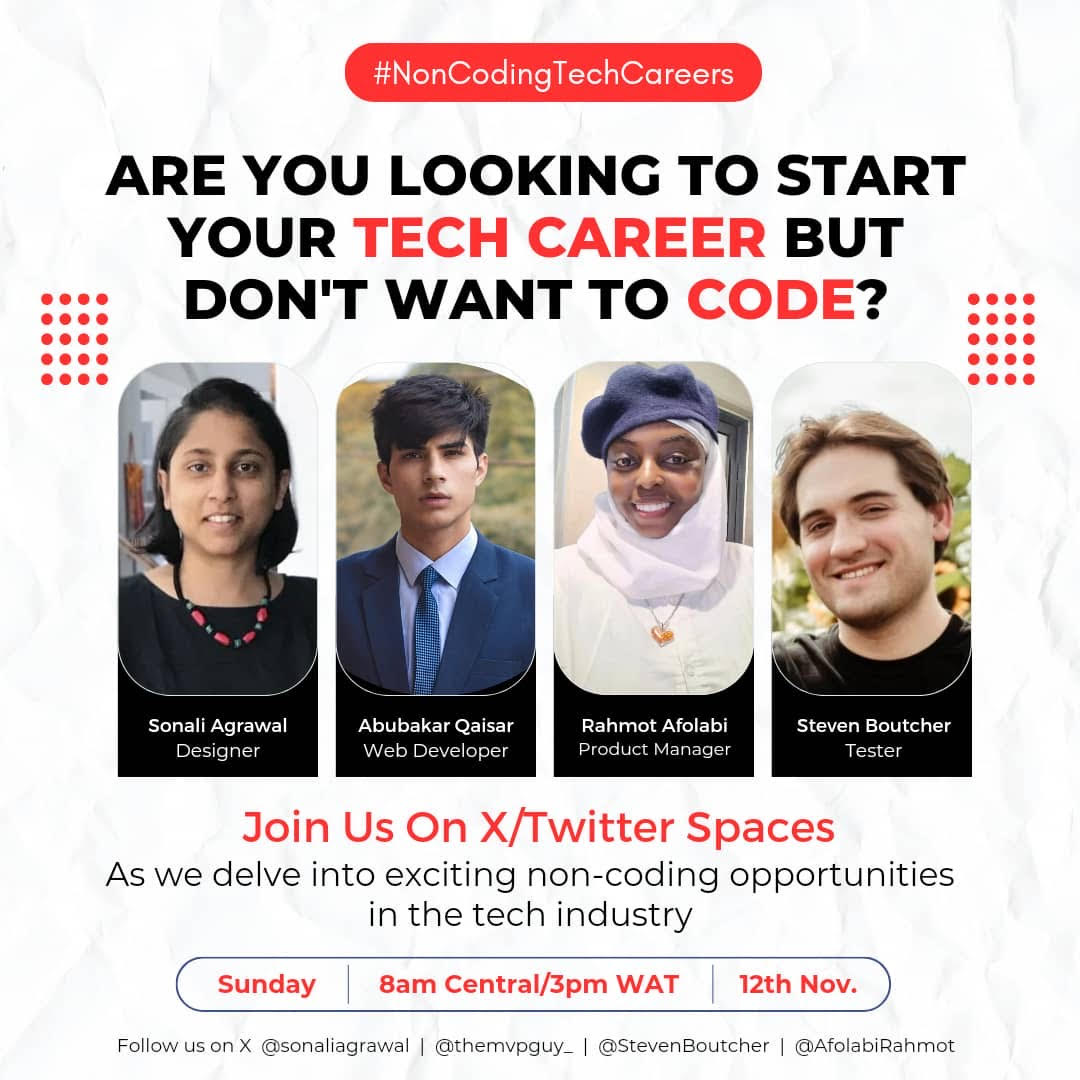 #NonCodingTechCareers
ARE YOU LOOKING TO START
YOUR TECH CAREER BUT
DON'T WANT TO CODE?
Sonali Agrawal
Designer
Abubakar Qaisar
Web Developer
Rahmot Afolabi
Product Manager
Steven Boutcher
Tester
Join Us On X/Twitter Spaces
As we delve into exciting non-coding opportunities
in the tech industry
Sunday | 8am Central/3pm WAT | 12th Nov.
Follow us on X @sonaliagrawal | @themvpguy_ | @StevenBoutcher | @AfolabiRahmot